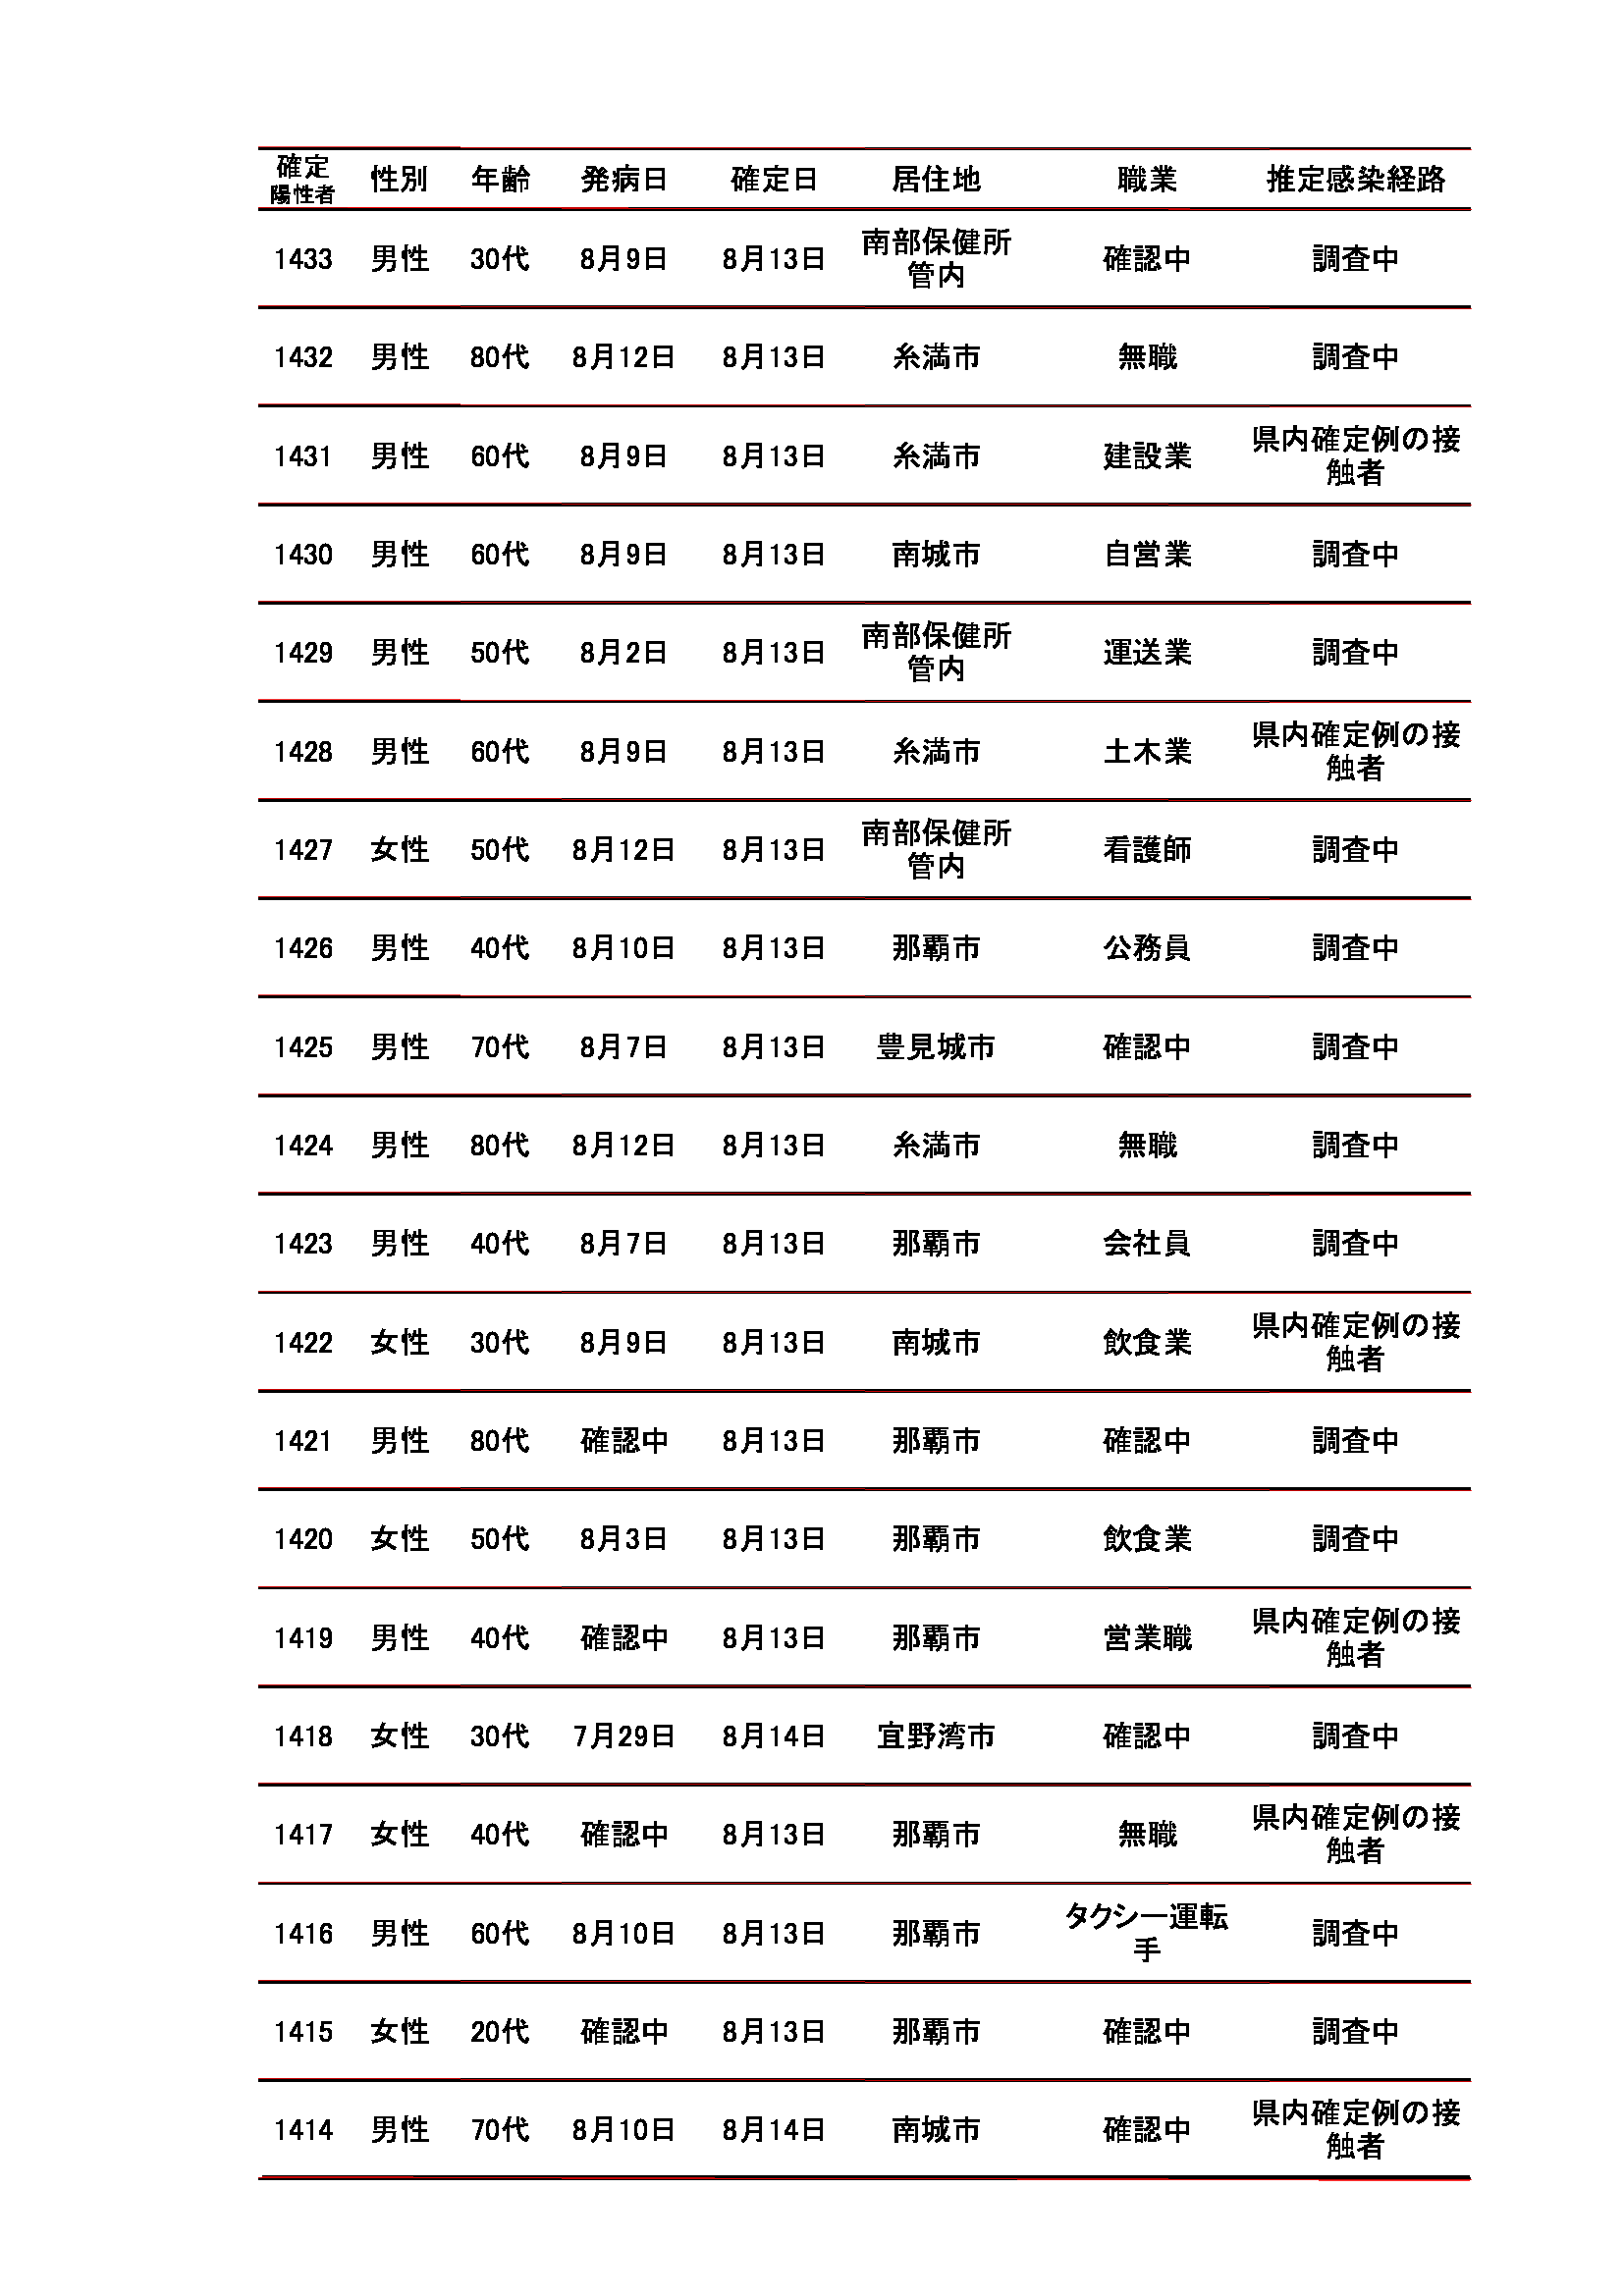 確定
陽性者 性別 年齢 発病日 確定日 居住地 職業 推定感染経路
1433 男性 30代 8月9日 8月13日 南部保健所
管内 確認中 調査中
1432 男性 80代 8月12日 8月13日 糸満市 無職 調査中
1431 男性 60代 8月9日 8月13日 糸満市 建設業 県内確定例の接
触者
1430 男性 60代 8月9日 8月13日 南城市 自営業 調査中
1429 男性 50代 8月2日 8月13日 南部保健所
管内 運送業 調査中
1428 男性 60代 8月9日 8月13日 糸満市 土木業 県内確定例の接
触者
1427 女性 50代 8月12日 8月13日 南部保健所
管内 看護師 調査中
1426 男性 40代 8月10日 8月13日 那覇市 公務員 調査中
1425 男性 70代 8月7日 8月13日 豊見城市 確認中 調査中
1424 男性 80代 8月12日 8月13日 糸満市 無職 調査中
1423 男性 40代 8月7日 8月13日 那覇市 会社員 調査中
1422 女性 30代 8月9日 8月13日 南城市 飲食業 県内確定例の接
触者
1421 男性 80代 確認中 8月13日 那覇市 確認中 調査中
1420 女性 50代 8月3日 8月13日 那覇市 飲食業 調査中
1419 男性 40代 確認中 8月13日 那覇市 営業職 県内確定例の接
触者
1418 女性 30代 7月29日 8月14日 宜野湾市 確認中 調査中
1417 女性 40代 確認中 8月13日 那覇市 無職 県内確定例の接
触者
1416 男性 60代 8月10日 8月13日 那覇市 タクシー運転
手 調査中
1415 女性 20代 確認中 8月13日 那覇市 確認中 調査中
1414 男性 70代 8月10日 8月14日 南城市 確認中 県内確定例の接
触者